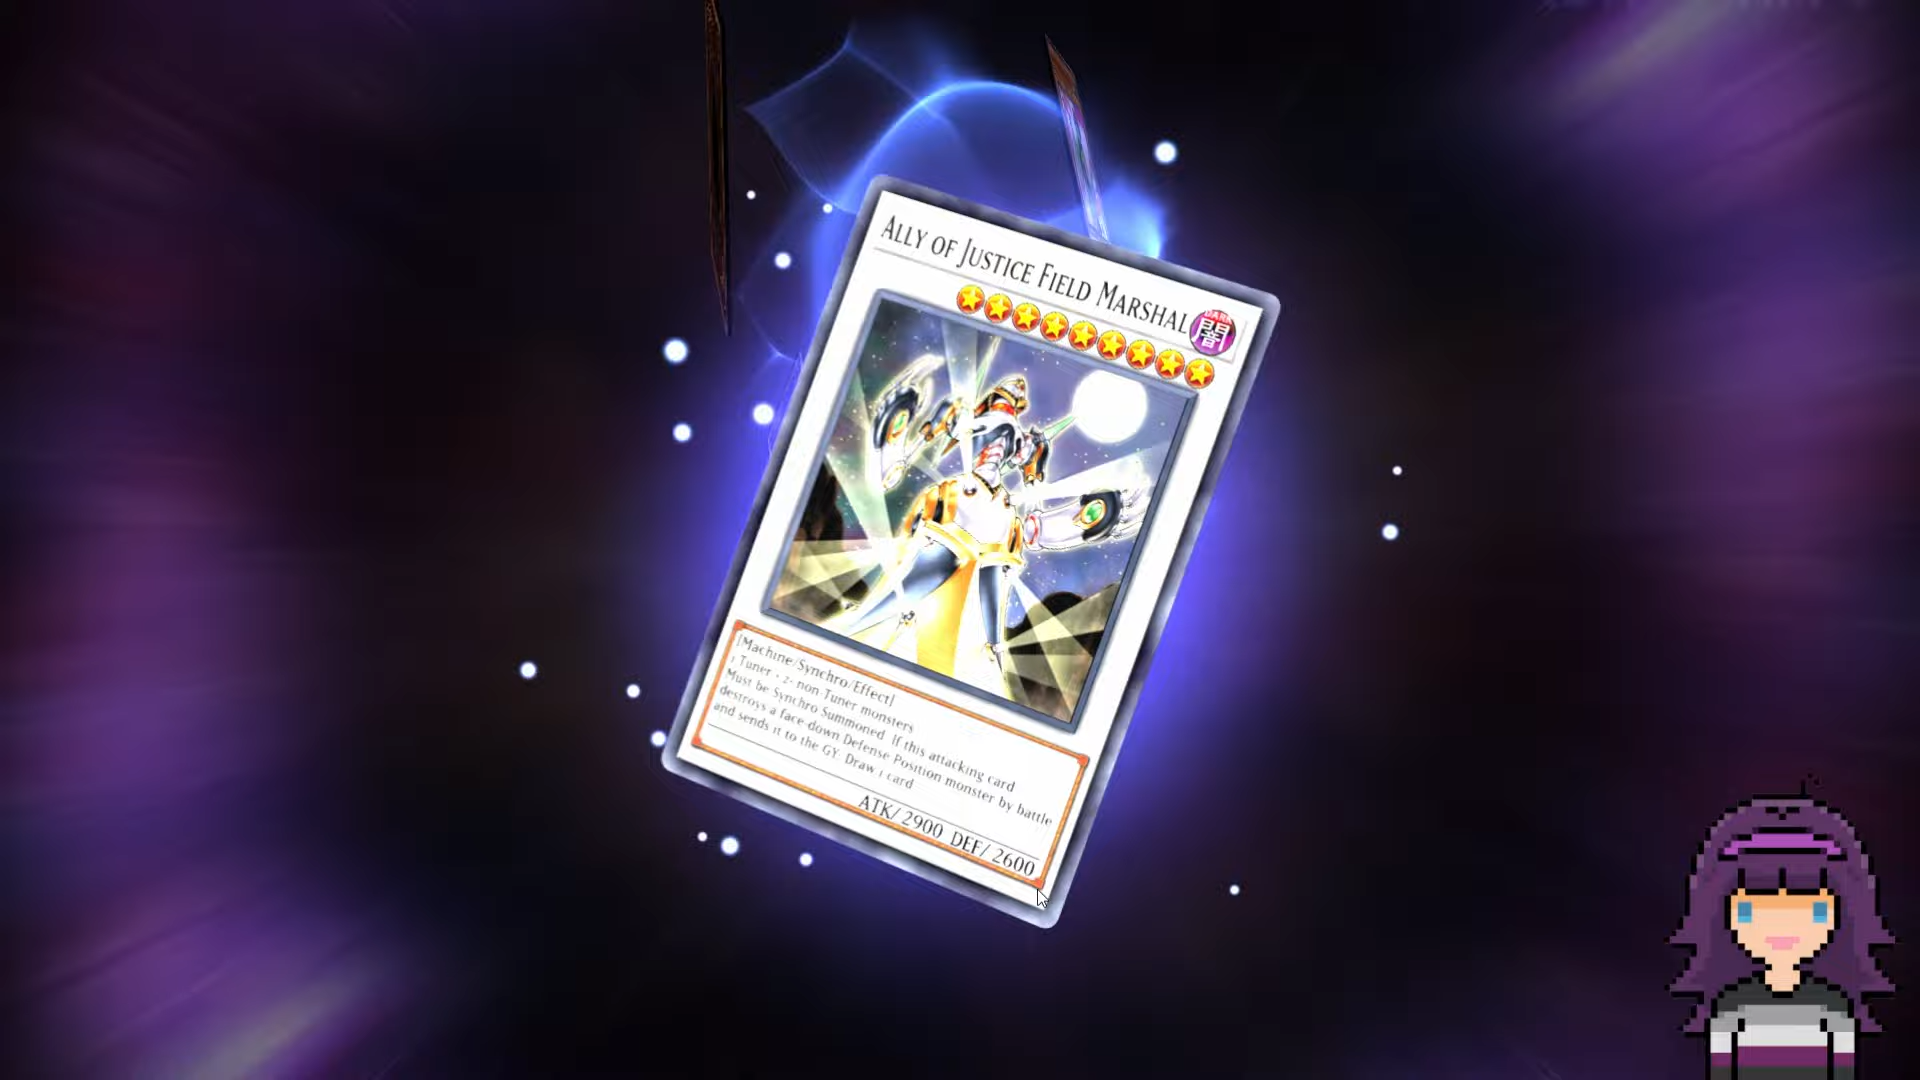 ALLY OF JUSTICE FIELD MARSHAL
DARK
闇
[Machine/Synchro/Effect]
1 Tuner + 2+ non-Tuner monsters
Must be Synchro Summoned. If this attacking card
destroys a face-down Defense Position monster by battle
and sends it to the GY: Draw 1 card.
ATK/ 2900 DEF/ 2600